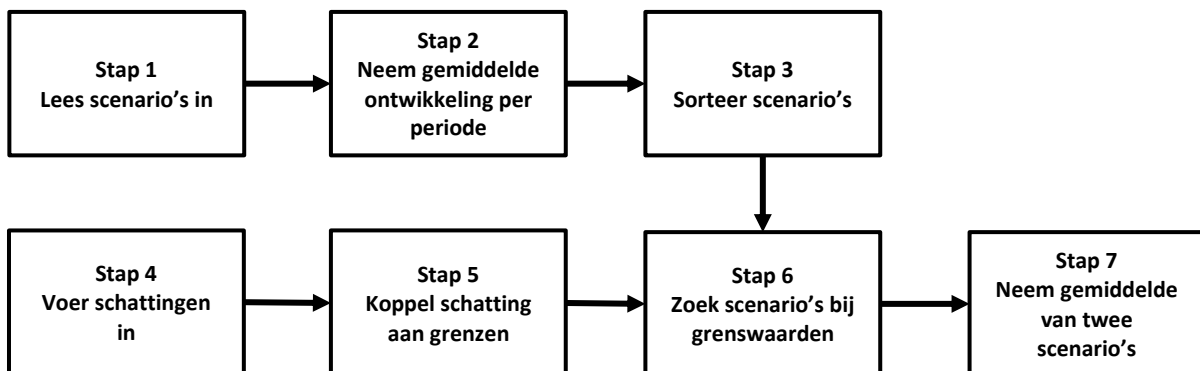 Stap 1
Lees scenario’s in
Stap 2
Neem gemiddelde
ontwikkeling per
periode
Stap 3
Sorteer scenario’s
Stap 4
Voer schattingen
in
Stap 5
Koppel schatting
aan grenzen
Stap 6
Zoek scenario’s bij
grenswaarden
Stap 7
Neem gemiddelde
van twee
scenario’s